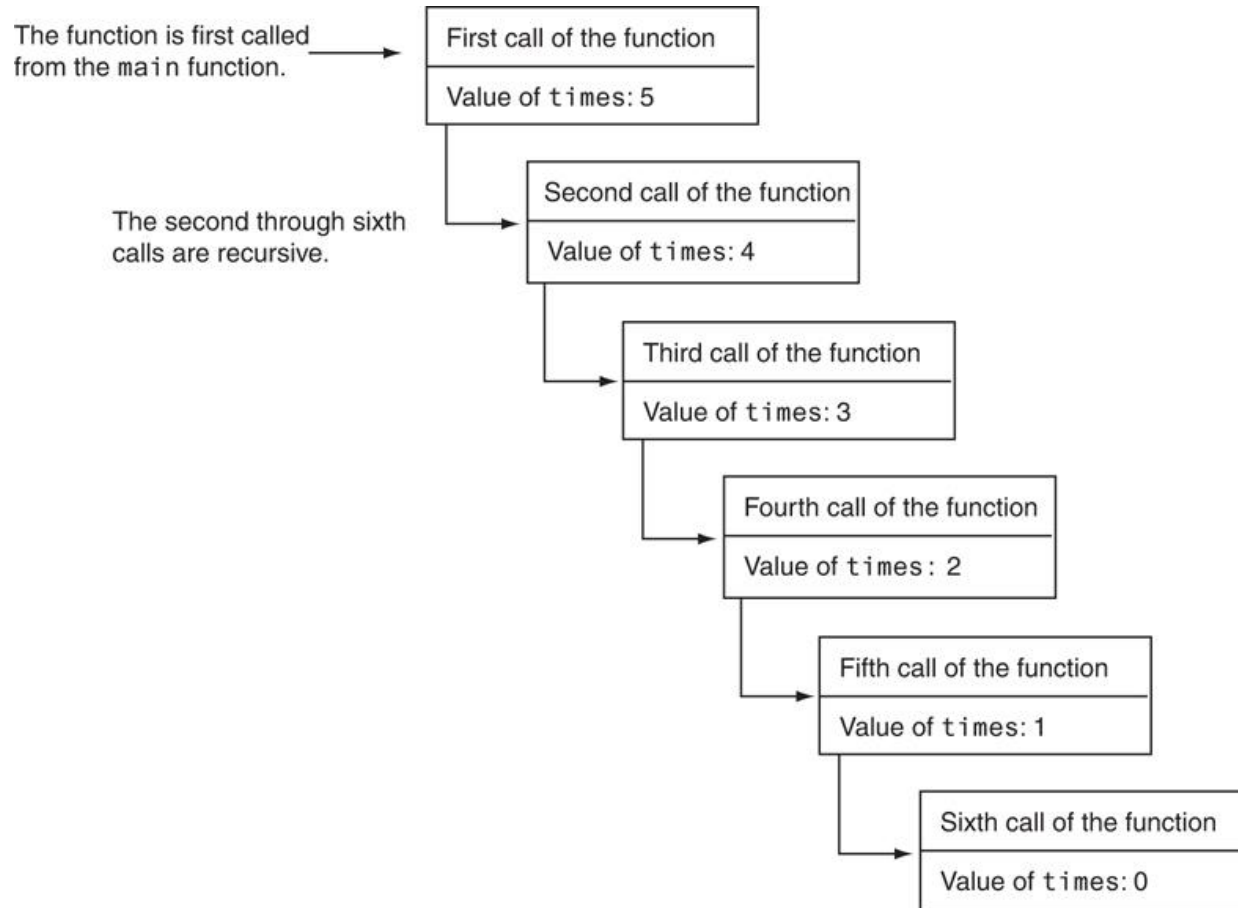 The function is first called
from the main function.
First call of the function
Value of times: 5
Second call of the function
Value of times: 4
The second through sixth
calls are recursive.
Third call of the function
Value of times: 3
Fourth call of the function
Value of times: 2
Fifth call of the function
Value of times: 1
Sixth call of the function
Value of times: 0